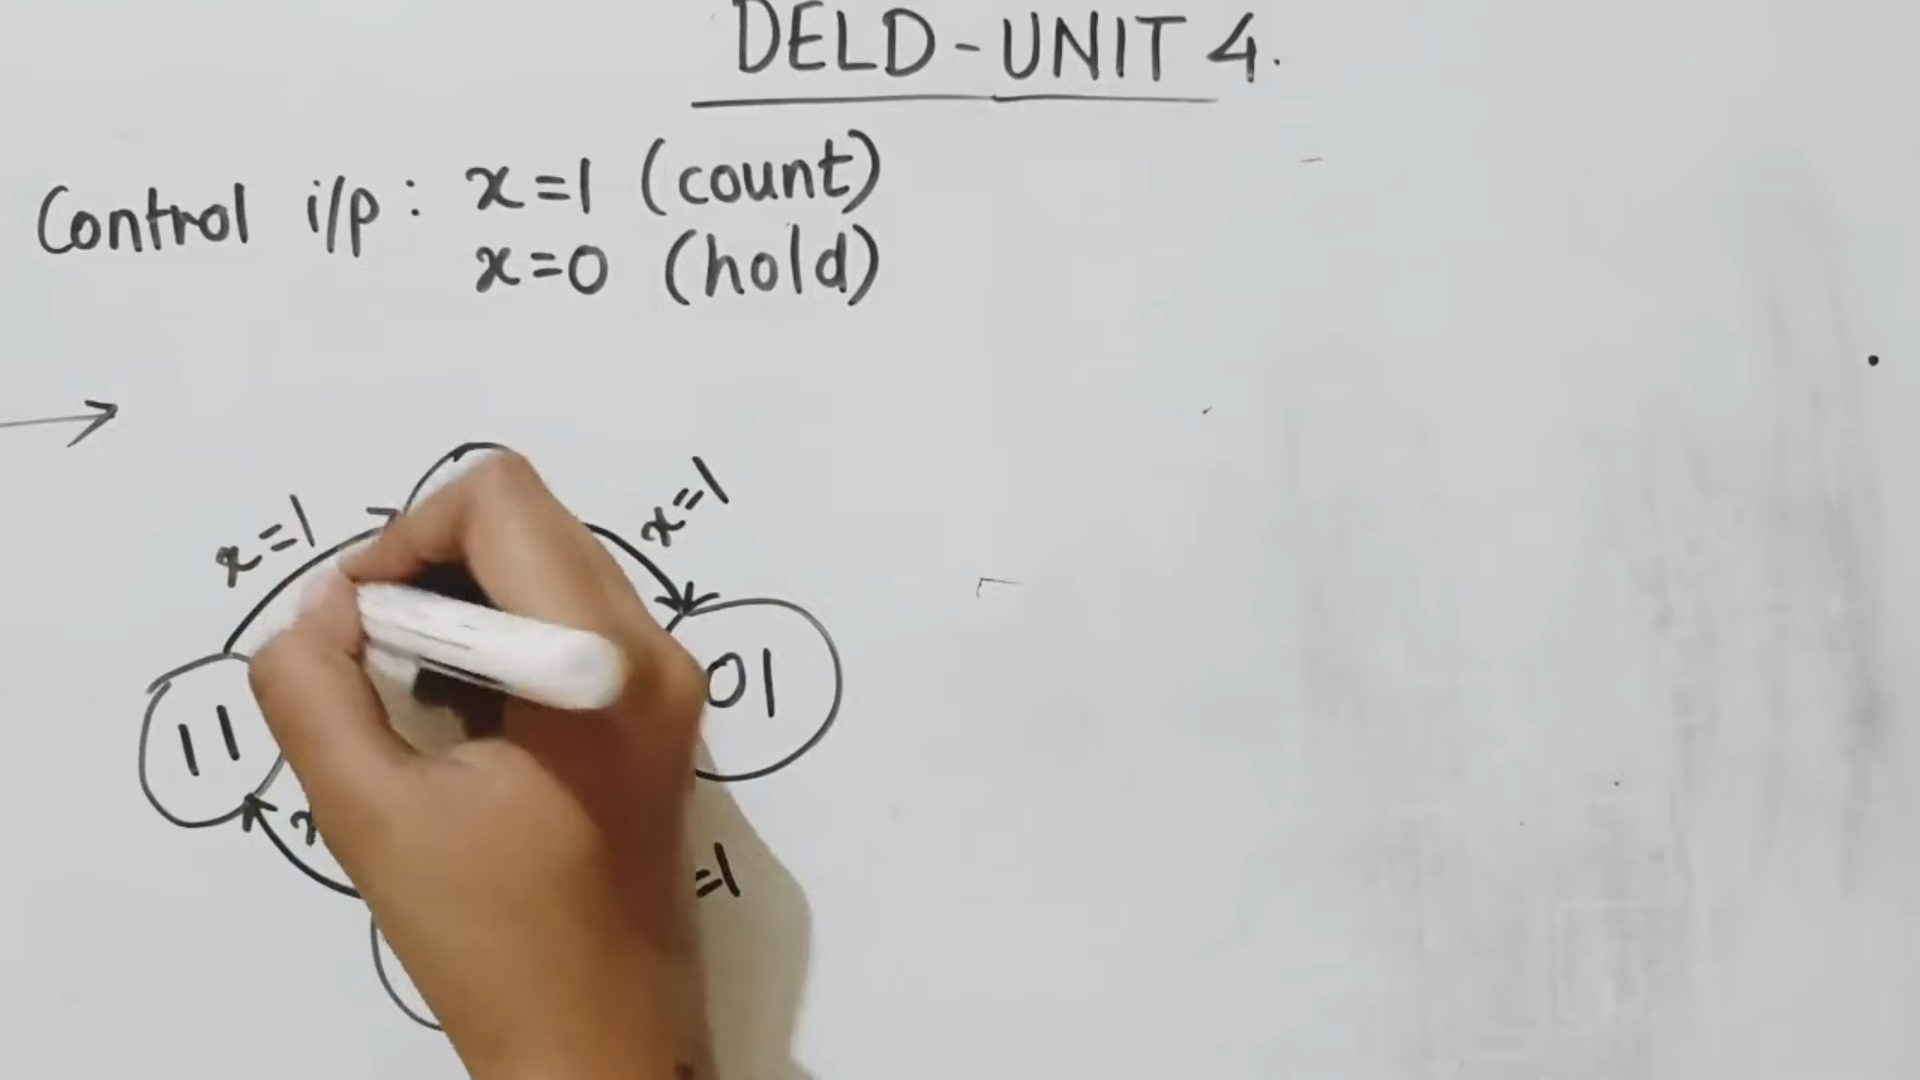 DELD - UNIT 4.
Control i/p : x=1 (count)
x=0 (hold)
x=1
x=1
01
11
=1